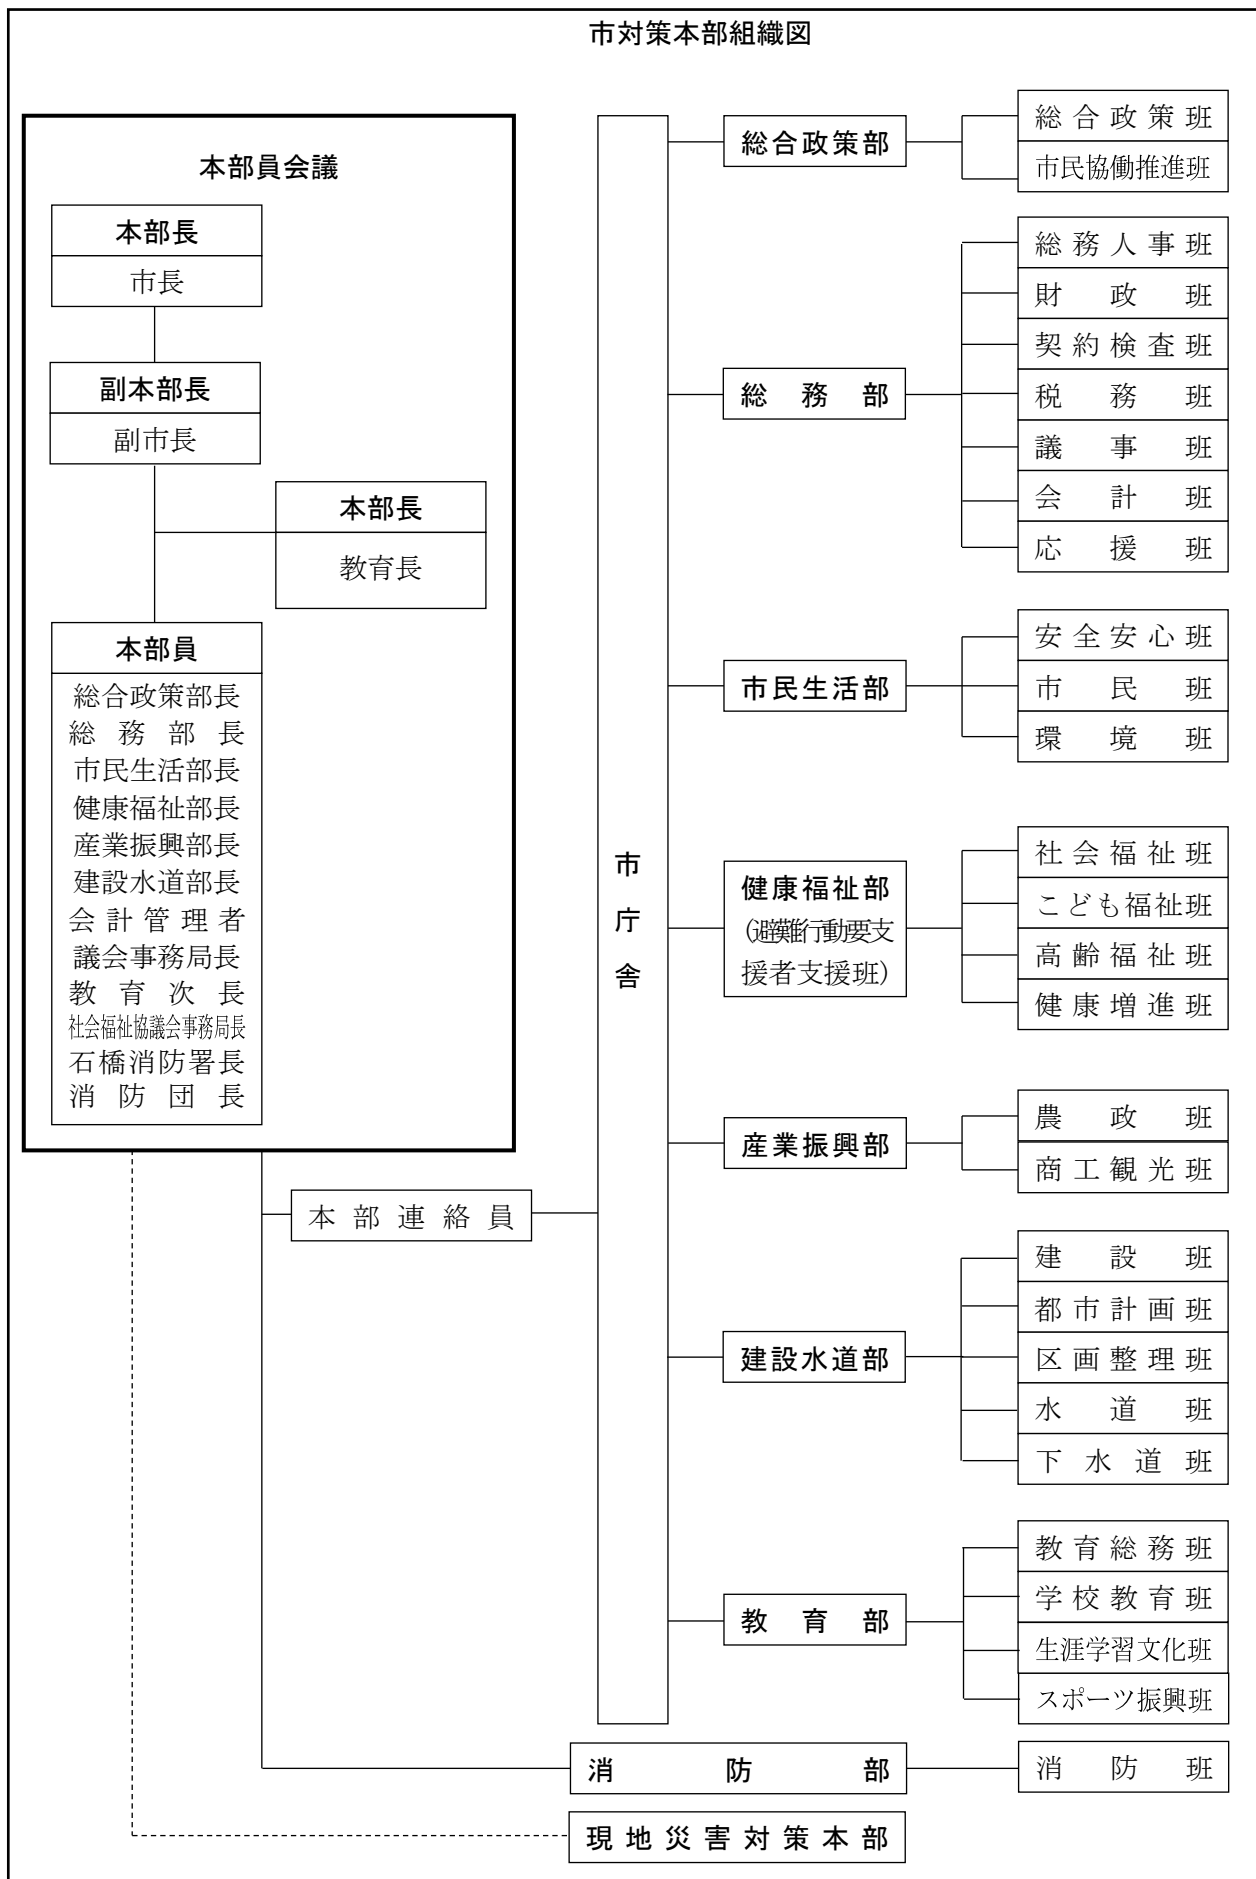 市対策本部組織図
本部員会議
本部長
市長
副本部長
副市長
本部長
教育長
本部員
総合政策部長
総務部長
市民生活部長
健康福祉部長
産業振興部長
建設水道部長
会計管理者
議会事務局長
教育次長
社会福祉協議会事務局長
石橋消防署長
消防団長
本部連絡員
市庁舎
総合政策部
総合政策班
市民協働推進班
総務部
総務人事班
財政班
契約検査班
税務班
議事班
会計班
応援班
市民生活部
安全安心班
市民班
環境班
健康福祉部
(避難行動要支
援者支援班)
社会福祉班
こども福祉班
高齢福祉班
健康増進班
産業振興部
農政班
商工観光班
建設水道部
建設班
都市計画班
区画整理班
水道班
下水道班
教育部
教育総務班
学校教育班
生涯学習文化班
スポーツ振興班
消防部
消防班
現地災害対策本部